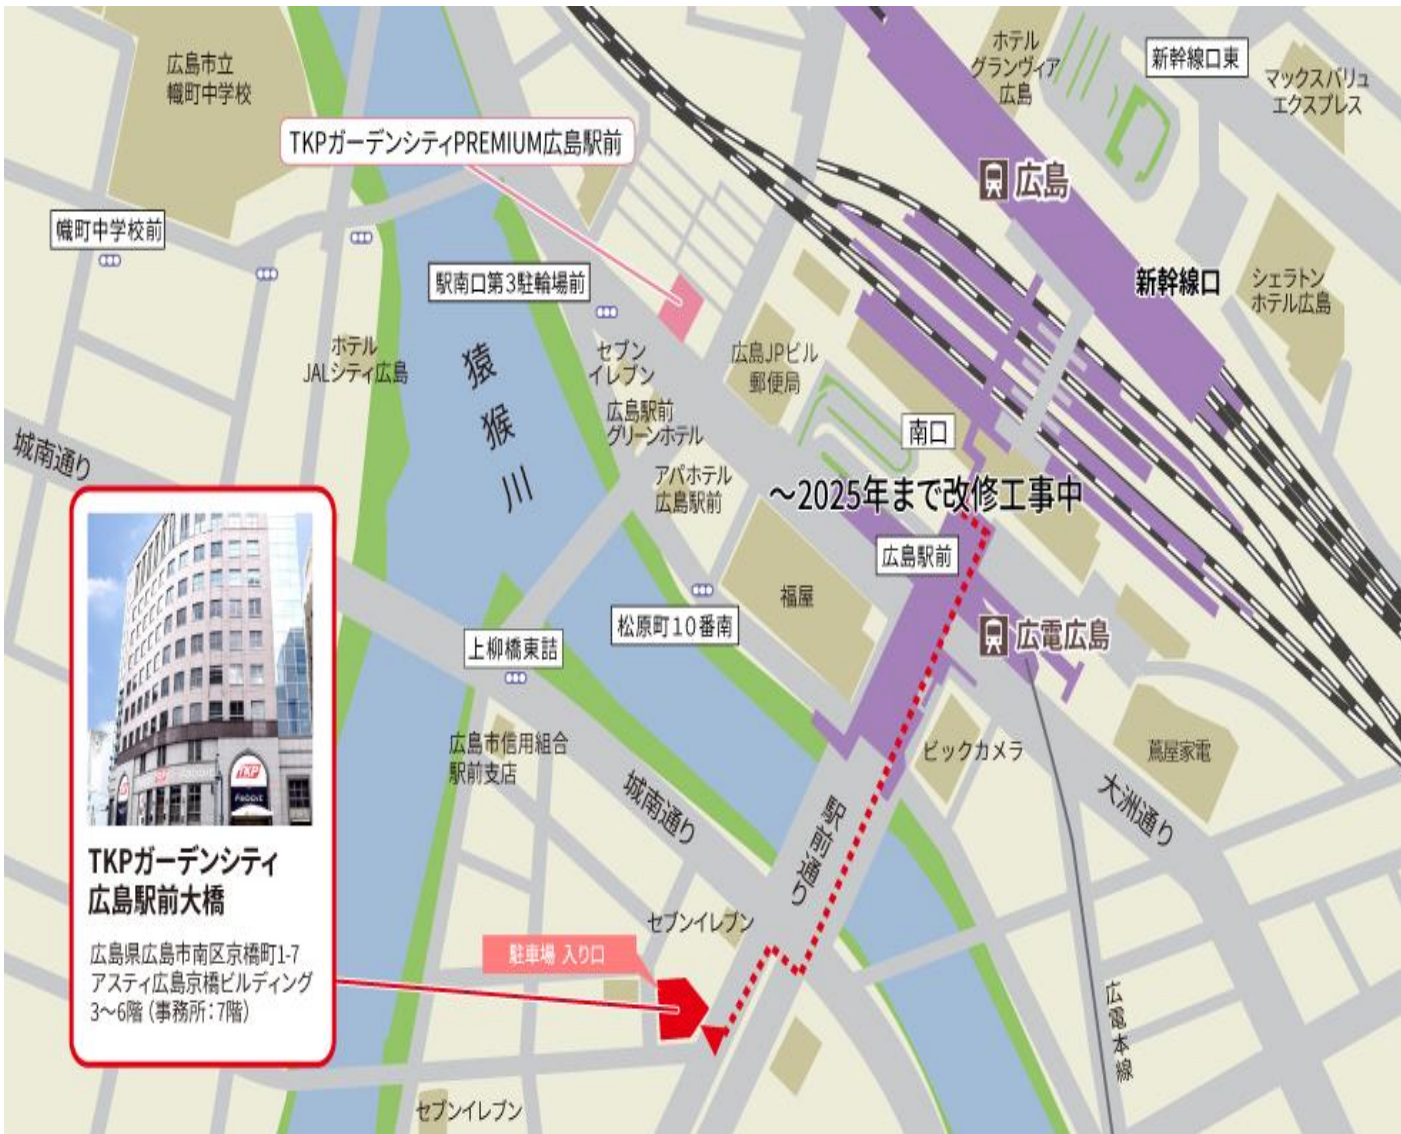 広島市立
幟町中学校
TKPガーデンシティPREMIUM広島駅前
幟町中学校前
駅南口第3駐輪場前
ホテル
グランヴィア
広島
新幹線口東
マックスバリュ
エクスプレス
広島
新幹線口
シェラトン
ホテル広島
ホテル
JALシティ広島
猿猴川
セブン
イレブン
広島駅前
グリーンホテル
アパホテル
広島駅前
広島JPビル
郵便局
南口
～2025年まで改修工事中
広島駅前
城南通り
福屋
松原町10番南
上柳橋東詰
広電広島
広島市信用組合
駅前支店
城南通り
ビックカメラ
蔦屋家電
大洲通り
駅前通り
セブンイレブン
駐車場 入り口
広電本線
セブンイレブン
TKP
TKP
TKPガーデンシティ
広島駅前大橋
広島県広島市南区京橋町1-7
アスティ広島京橋ビルディング
3～6階（事務所：7階）